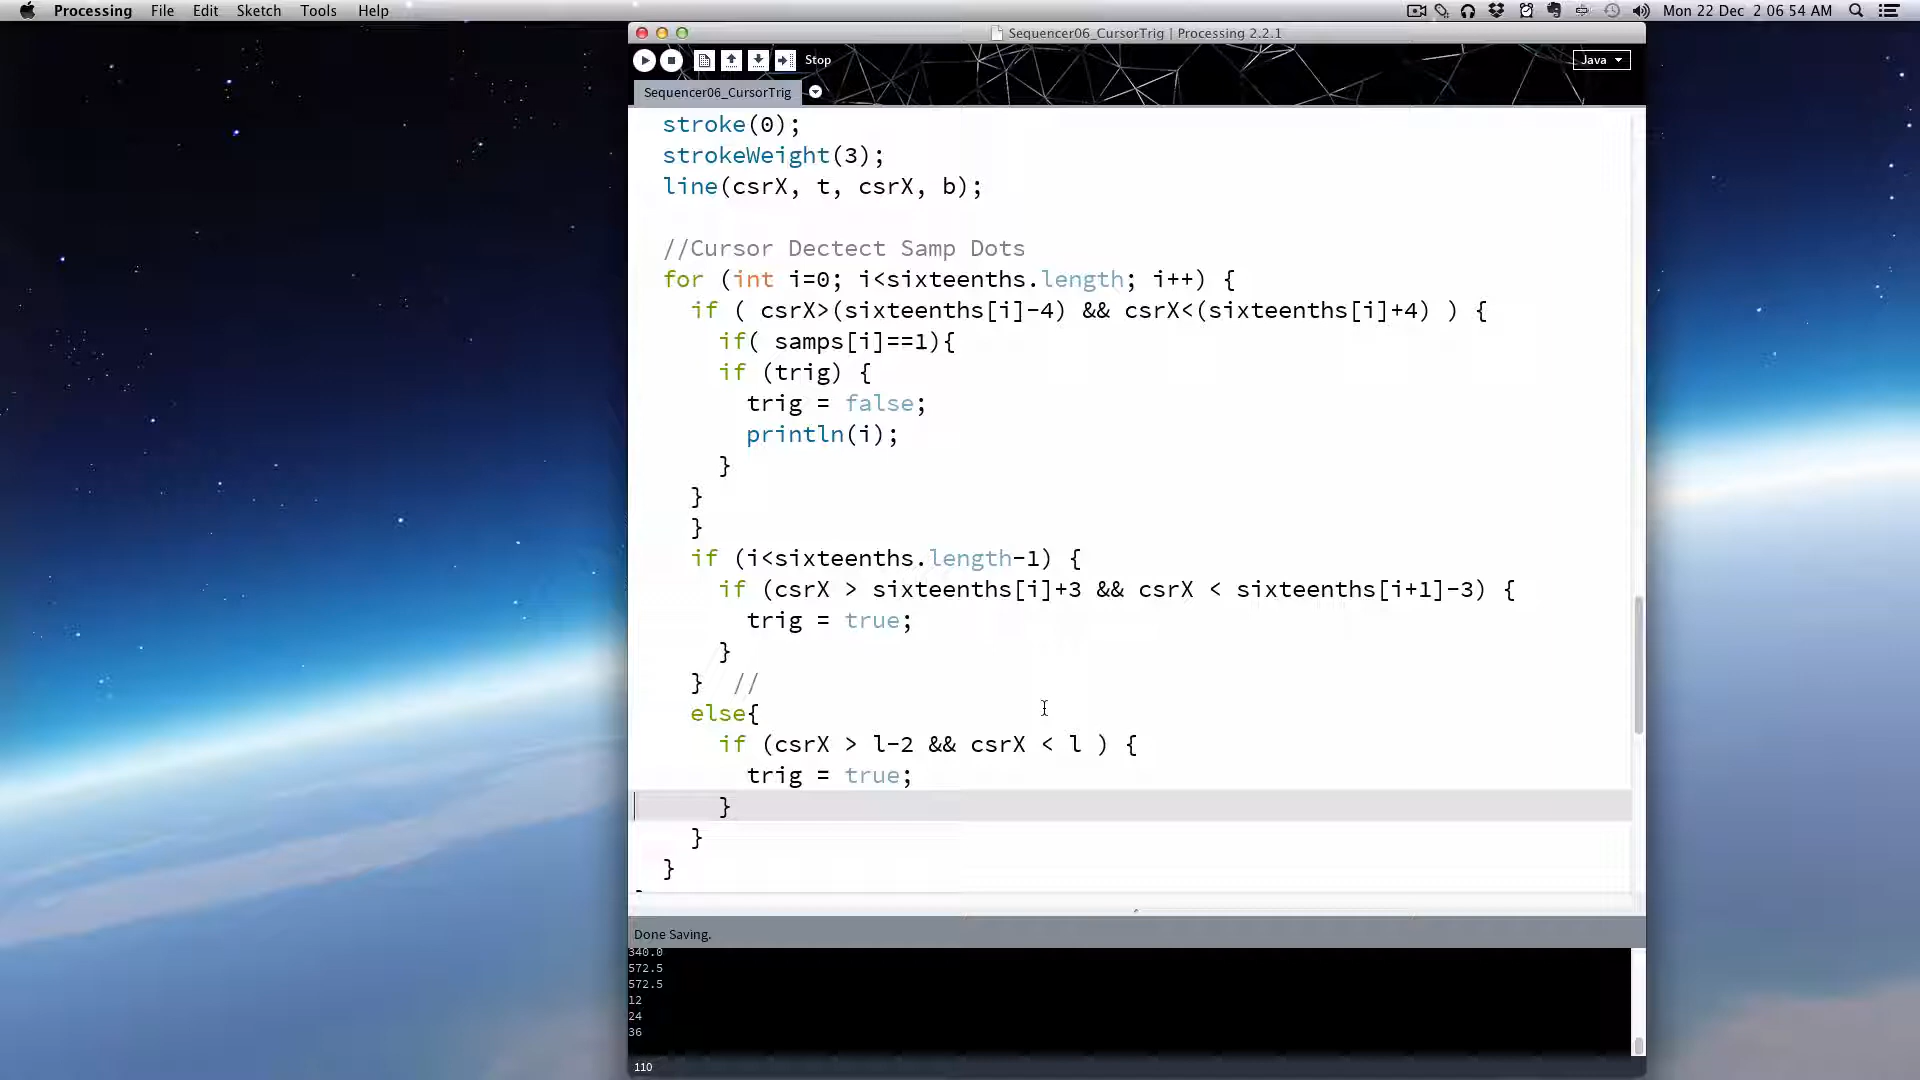 Processing File Edit Sketch Tools Help
Mon 22 Dec 2 06 54 AM
Sequencer06_CursorTrig | Processing 2.2.1
Stop
Java
Sequencer06_CursorTrig
stroke(0);
strokeWeight(3);
line(csrX, t, csrX, b);
//Cursor Dectect Samp Dots
for (int i=0; i<sixteenths.length; i++) {
if ( csrX>(sixteenths[i]-4) && csrX<(sixteenths[i]+4) ) {
if( samps[i]==1){
if (trig) {
trig = false;
println(i);
}
}
}
if (i<sixteenths.length-1) {
if (csrX > sixteenths[i]+3 && csrX < sixteenths[i+1]-3) {
trig = true;
}
} //
else{
if (csrX > l-2 && csrX < l ) {
trig = true;
}
}
}
Done Saving.
340.0
572.5
572.5
12
24
36
110